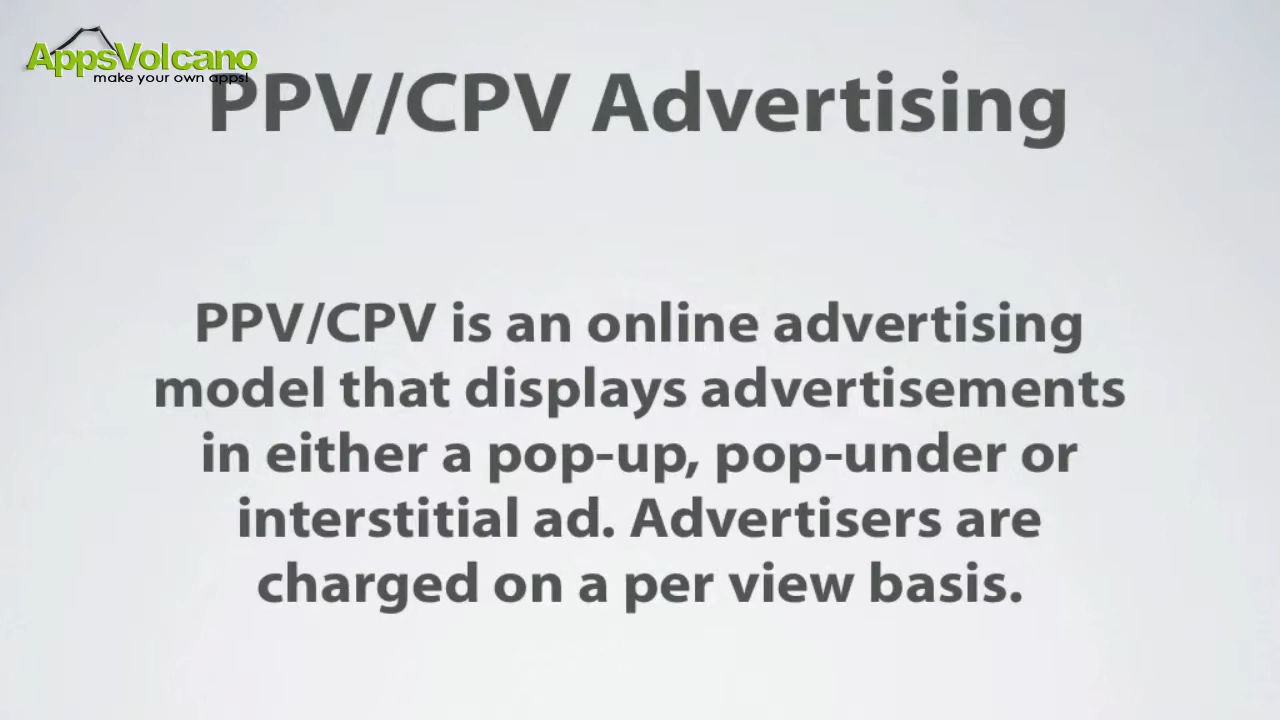 AppsVolcano
make your own apps!
PPV/CPV Advertising
PPV/CPV is an online advertising
model that displays advertisements
in either a pop-up, pop-under or
interstitial ad. Advertisers are
charged on a per view basis.